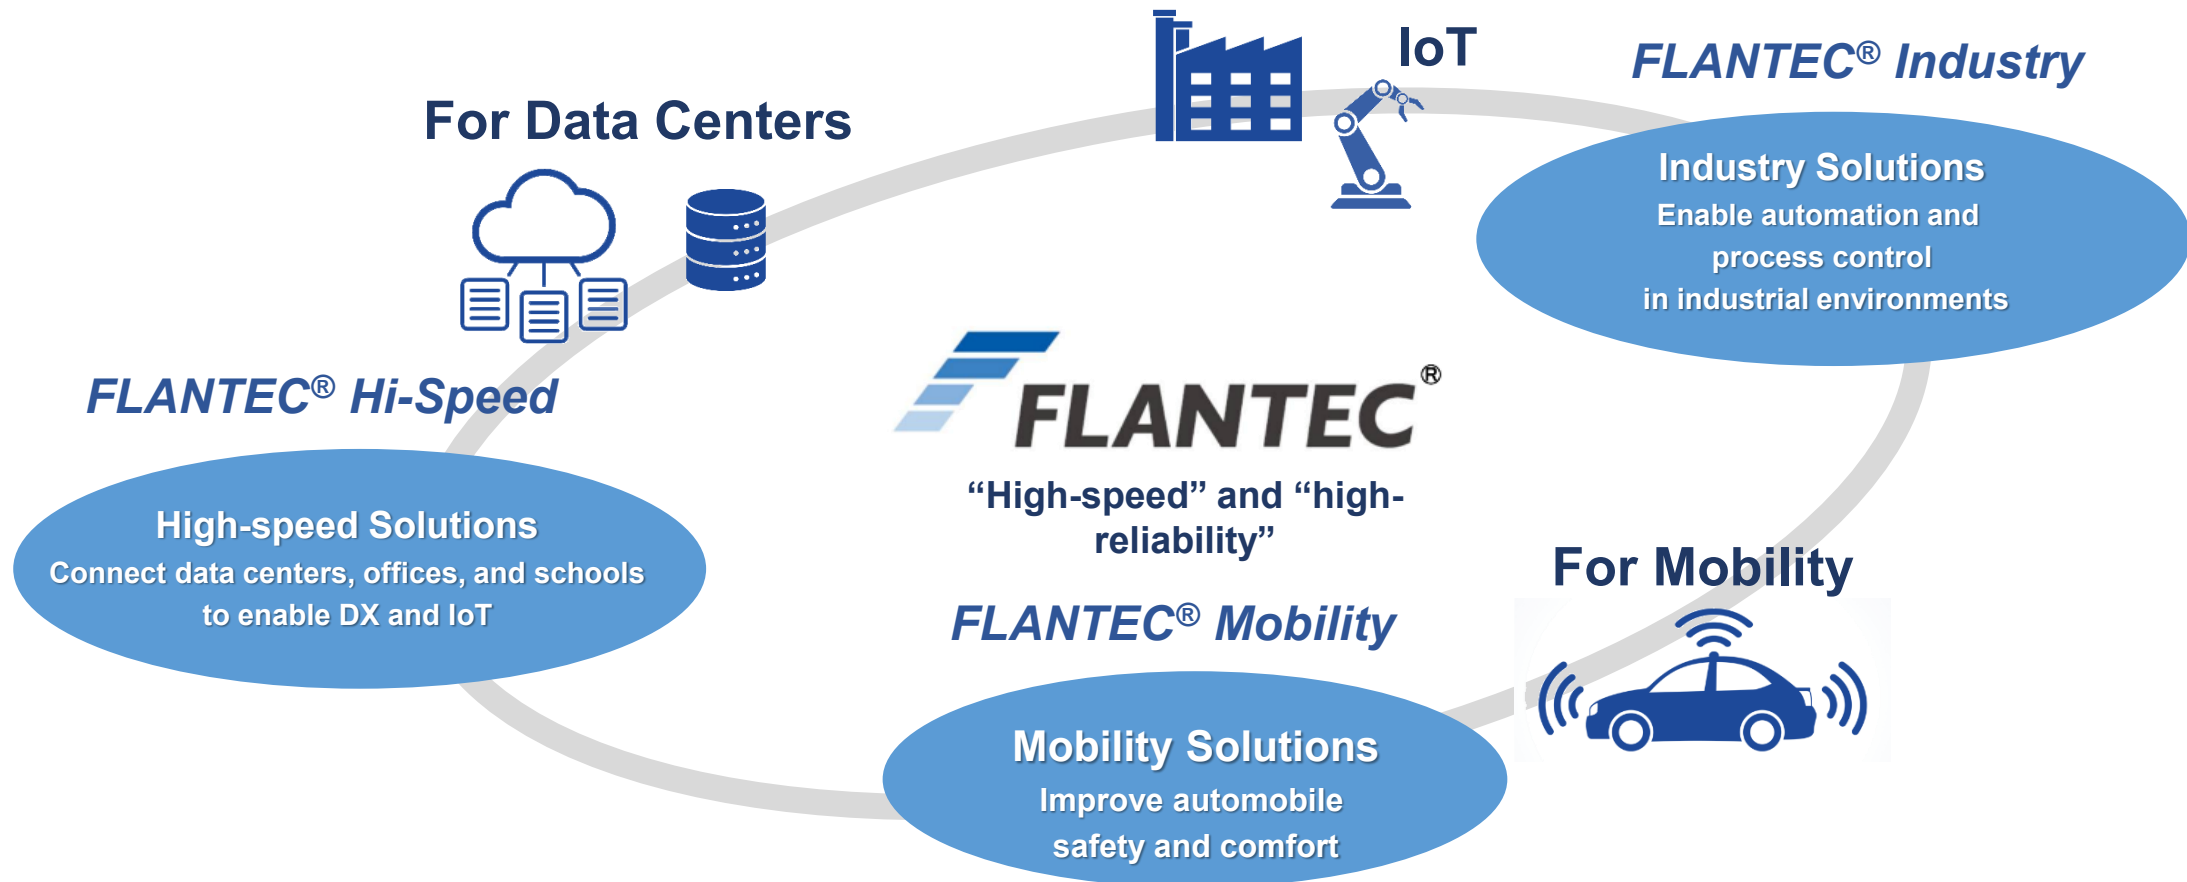 For Data Centers
IoT
FLANTEC® Industry
Industry Solutions
Enable automation and
process control
in industrial environments
FLANTEC® Hi-Speed
High-speed Solutions
Connect data centers, offices, and schools
to enable DX and IoT
FLANTEC®
“High-speed” and “high-
reliability”
FLANTEC® Mobility
Mobility Solutions
Improve automobile
safety and comfort
For Mobility